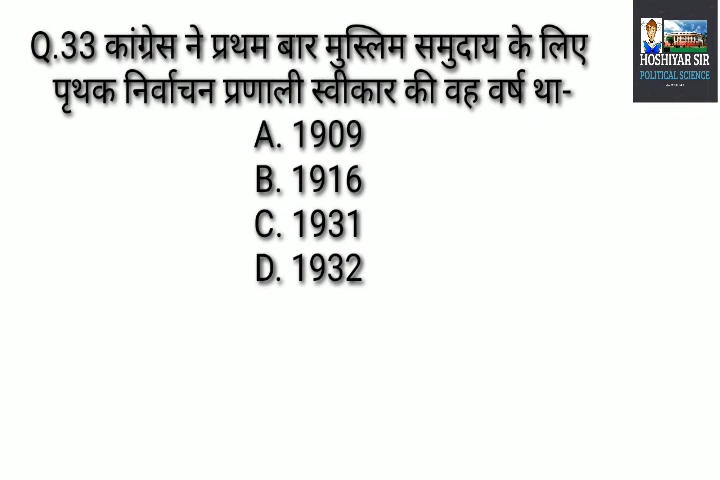 Q.33 कांग्रेस ने प्रथम बार मुस्लिम समुदाय के लिए
पृथक निर्वाचन प्रणाली स्वीकार की वह वर्ष था-
A. 1909
B. 1916
C. 1931
D. 1932
HOSHIYAR SIR
POLITICAL SCIENCE